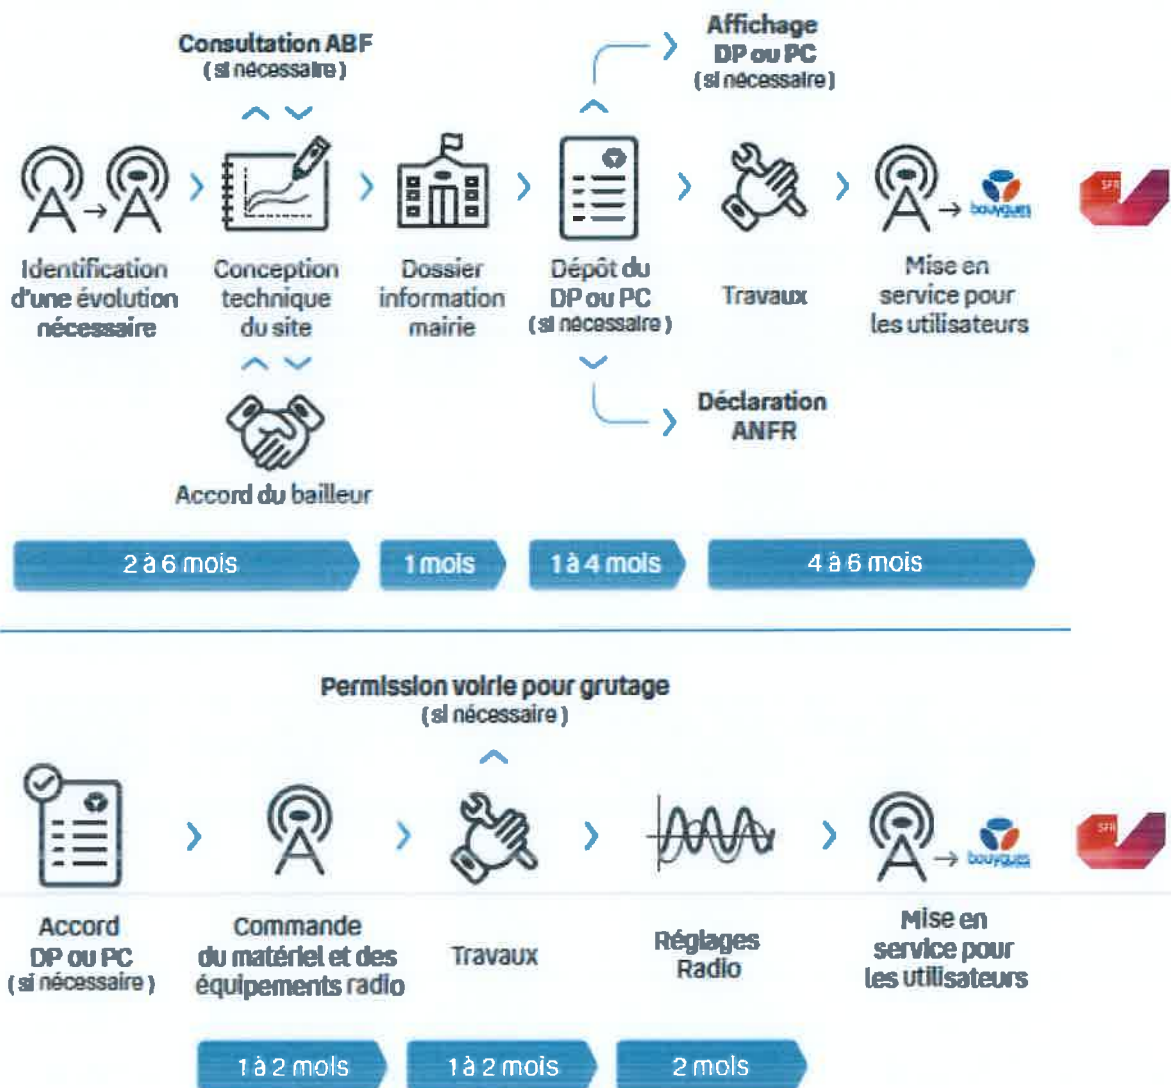 Consultation ABF
(si nécessaire)
Affichage
DP ou PC
(si nécessaire)
Identification
d'une évolution
nécessaire
Conception
technique
du site
Dossier
information
mairie
Dépôt du
DP ou PC
(si nécessaire)
Travaux
Mise en
service pour
les utilisateurs
bouygues
SFR
Accord du bailleur
Déclaration
ANFR
2 à 6 mois
1 mois
1 à 4 mois
4 à 6 mois
Permission voirie pour grutage
(si nécessaire)
Accord
DP ou PC
(si nécessaire)
Commande
du matériel et des
équipements radio
Travaux
Réglages
Radio
Mise en
service pour
les utilisateurs
bouygues
SFR
1 à 2 mois
1 à 2 mois
2 mois